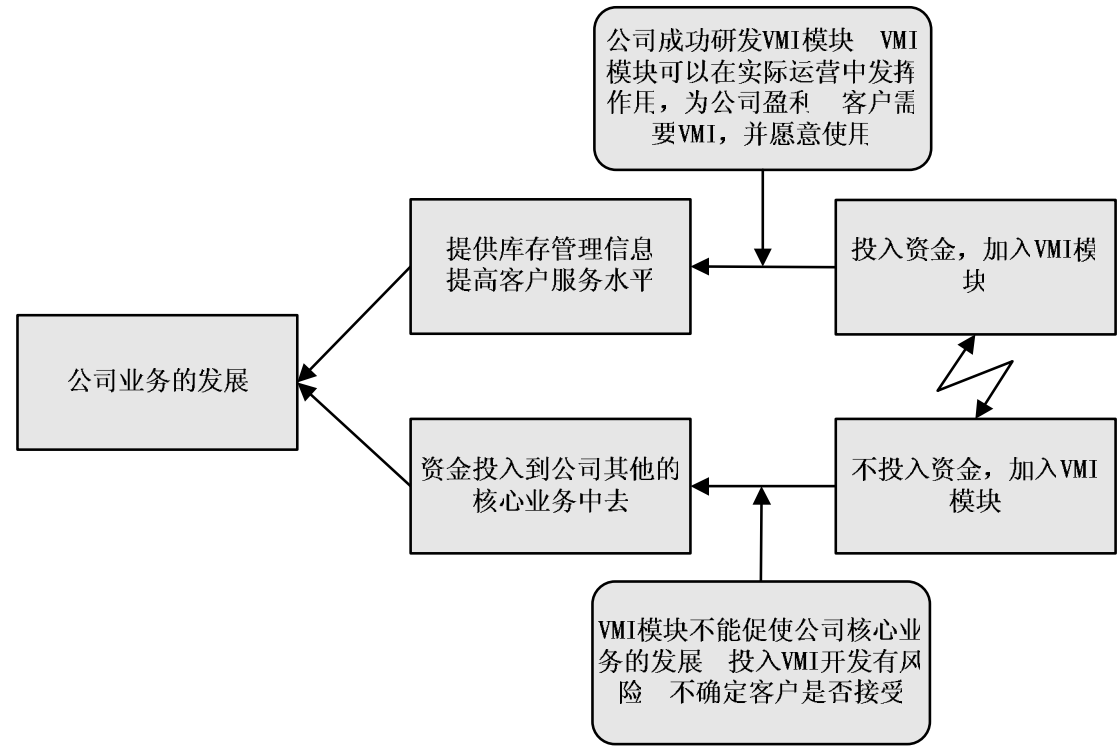 公司成功研发VMI模块 VMI
模块可以在实际运营中发挥
作用，为公司盈利 客户需
要VMI，并愿意使用
提供库存管理信息
提高客户服务水平
投入资金，加入VMI模
块
公司业务的发展
资金投入到公司其他的
核心业务中去
不投入资金，加入VMI
模块
VMI模块不能促使公司核心业
务的发展 投入VMI开发有风
险 不确定客户是否接受